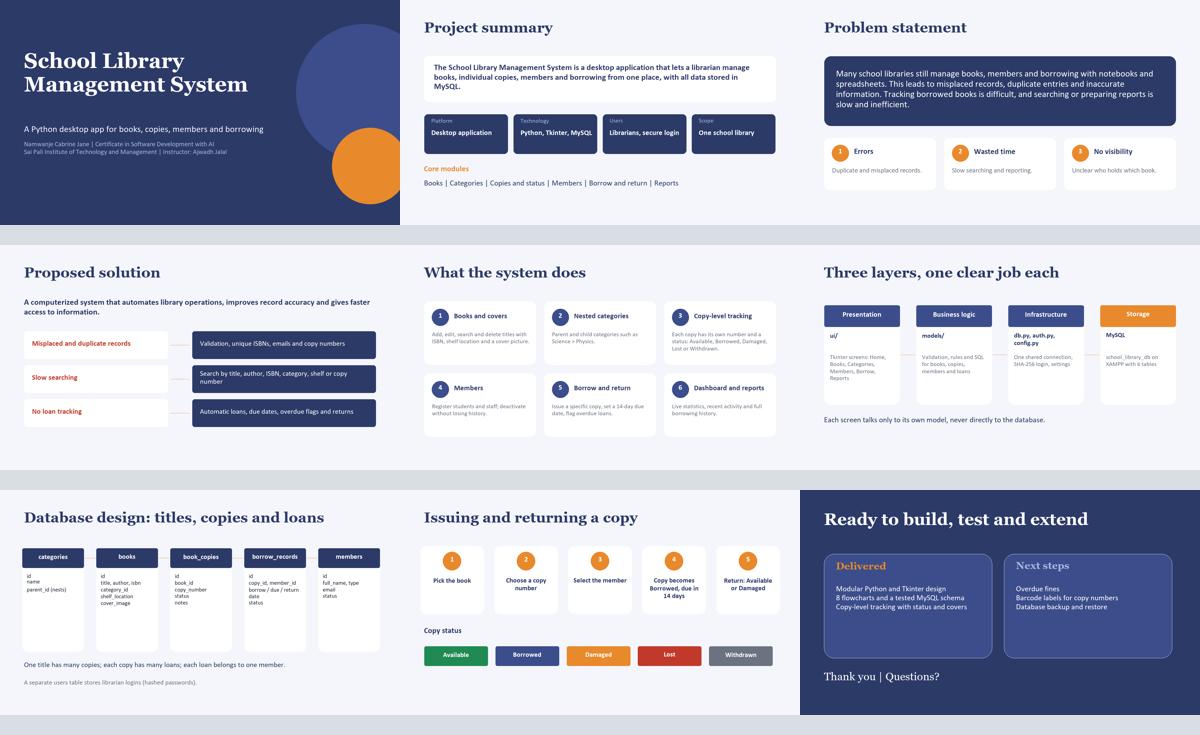 School Library
Management System
A Python desktop app for books, copies, members and borrowing
Namwanje Cabrine Jane | Certificate in Software Development with AI
Sai Pali Institute of Technology and Management | Instructor: Ajwadh Jalal
Project summary
The School Library Management System is a desktop application that lets a librarian manage
books, individual copies, members and borrowing from one place, with all data stored in
MySQL.
Platform
Desktop application
Technology
Python, Tkinter, MySQL
Users
Librarians, secure login
Scope
One school library
Core modules
Books | Categories | Copies and status | Members | Borrow and return | Reports
Problem statement
Many school libraries still manage books, members and borrowing with notebooks and
spreadsheets. This leads to misplaced records, duplicate entries and inaccurate
information. Tracking borrowed books is difficult, and searching or preparing reports is
slow and inefficient.
1
Errors
Duplicate and misplaced records.
2
Wasted time
Slow searching and reporting.
3
No visibility
Unclear who holds which book.
Proposed solution
A computerized system that automates library operations, improves record accuracy and gives faster
access to information.
Misplaced and duplicate records
Validation, unique ISBNs, emails and copy numbers
Slow searching
Search by title, author, ISBN, category, shelf or copy
number
No loan tracking
Automatic loans, due dates, overdue flags and returns
What the system does
1
Books and covers
Add, edit, search and delete titles with
ISBN, shelf location and a cover picture.
2
Nested categories
Parent and child categories such as
Science > Physics.
3
Copy-level tracking
Each copy has its own number and a
status: Available, Borrowed, Damaged,
Lost or Withdrawn.
4
Members
Register students and staff; deactivate
without losing history.
5
Borrow and return
Issue a specific copy, set a 14-day due
date, flag overdue loans.
6
Dashboard and reports
Live statistics, recent activity and full
borrowing history.
Three layers, one clear job each
Presentation
ui/
Tkinter screens: Home,
Books, Categories,
Members, Borrow,
Reports
Business logic
models/
Validation, rules and SQL
for books, copies,
members and loans
Infrastructure
db.py, auth.py,
config.py
One shared connection,
SHA-256 login, settings
Storage
MySQL
school_library_db on
XAMPP with 6 tables
Each screen talks only to its own model, never directly to the database.
Database design: titles, copies and loans
categories
id
name
parent_id (nests)
books
id
title, author, isbn
category_id
shelf_location
cover_image
book_copies
id
book_id
copy_number
status
notes
borrow_records
id
copy_id, member_id
borrow / due / return
date
status
members
id
full_name, type
email
status
One title has many copies; each copy has many loans; each loan belongs to one member.
A separate users table stores librarian logins (hashed passwords).
Issuing and returning a copy
1
Pick the book
2
Choose a copy
number
3
Select the member
4
Copy becomes
Borrowed, due in
14 days
5
Return: Available
or Damaged
Copy status
Available
Borrowed
Damaged
Lost
Withdrawn
Ready to build, test and extend
Delivered
Modular Python and Tkinter design
8 flowcharts and a tested MySQL schema
Copy-level tracking with status and covers
Next steps
Overdue fines
Barcode labels for copy numbers
Database backup and restore
Thank you | Questions?